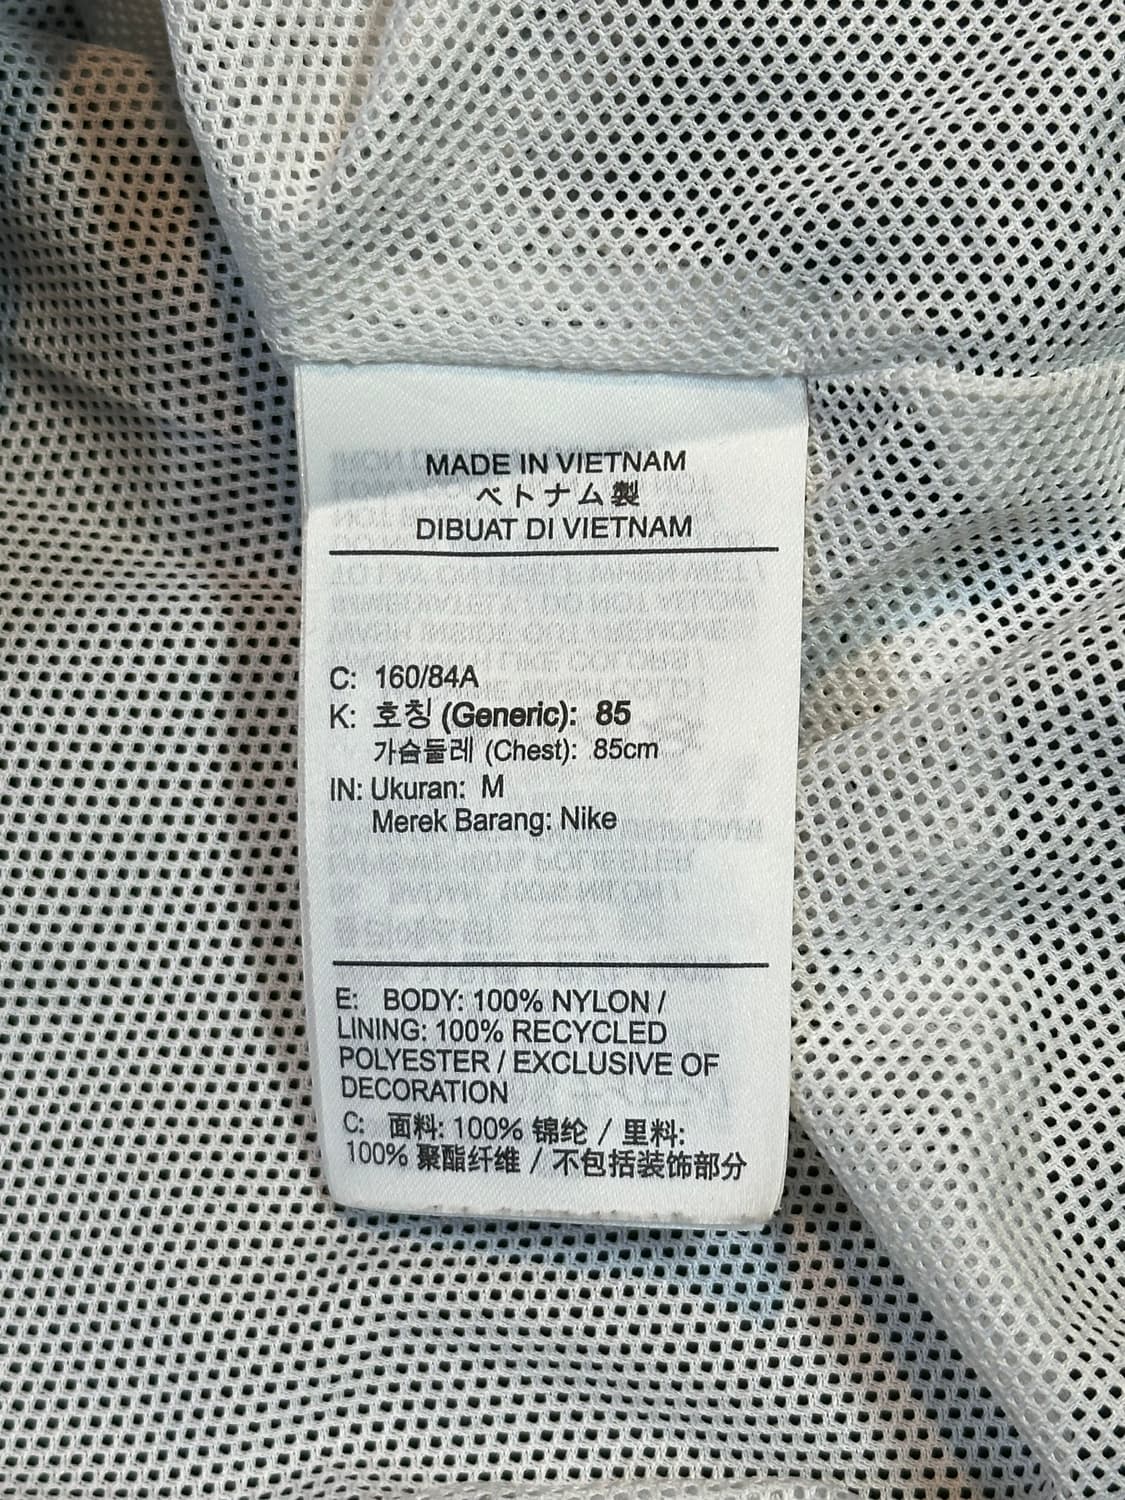 MADE IN VIETNAM
ベトナム製
DIBUAT DI VIETNAM
C: 160/84A
K: 호칭 (Generic): 85
가슴둘레 (Chest): 85cm
IN: Ukuran: M
Merek Barang: Nike
E: BODY: 100% NYLON /
LINING: 100% RECYCLED
POLYESTER / EXCLUSIVE OF
DECORATION
C: 面料: 100% 锦纶 / 里料:
100% 聚酯纤维 / 不包括装饰部分